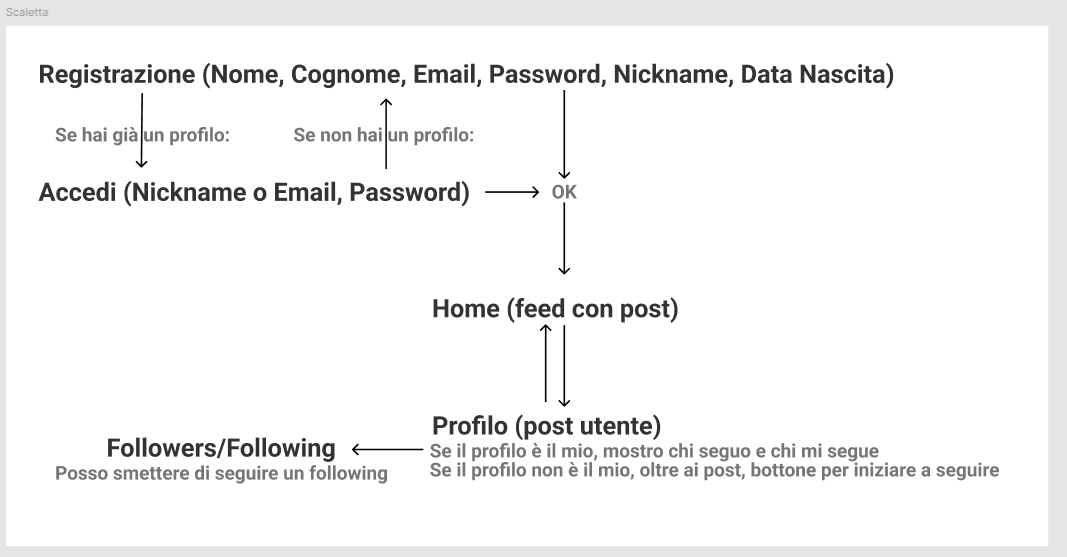 Scaletta
Registrazione (Nome, Cognome, Email, Password, Nickname, Data Nascita)
Se hai già un profilo:
Se non hai un profilo:
Accedi (Nickname o Email, Password)
OK
Home (feed con post)
Profilo (post utente)
Se il profilo è il mio, mostro chi seguo e chi mi segue
Se il profilo non è il mio, oltre ai post, bottone per iniziare a seguire
Followers/Following
Posso smettere di seguire un following